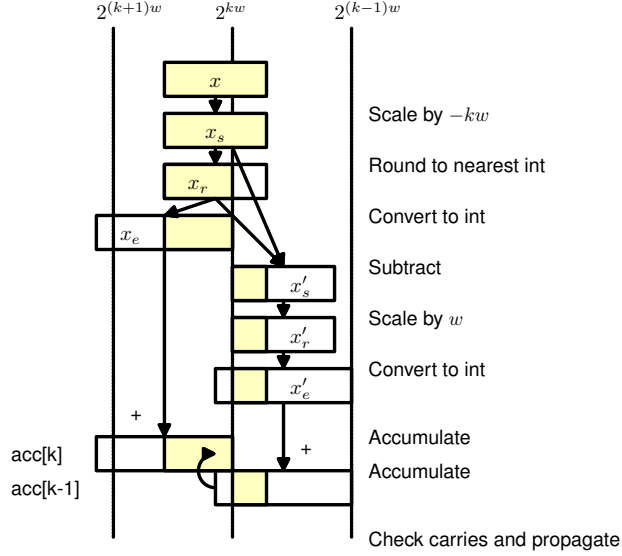 2^{(k+1)w} 2^{kw} 2^{(k-1)w}
x
Scale by −kw
x_s
Round to nearest int
x_r
Convert to int
x_e
Subtract
x'_s
Scale by w
x'_r
Convert to int
x'_e
+
Accumulate
acc[k]
+
Accumulate
acc[k-1]
Check carries and propagate